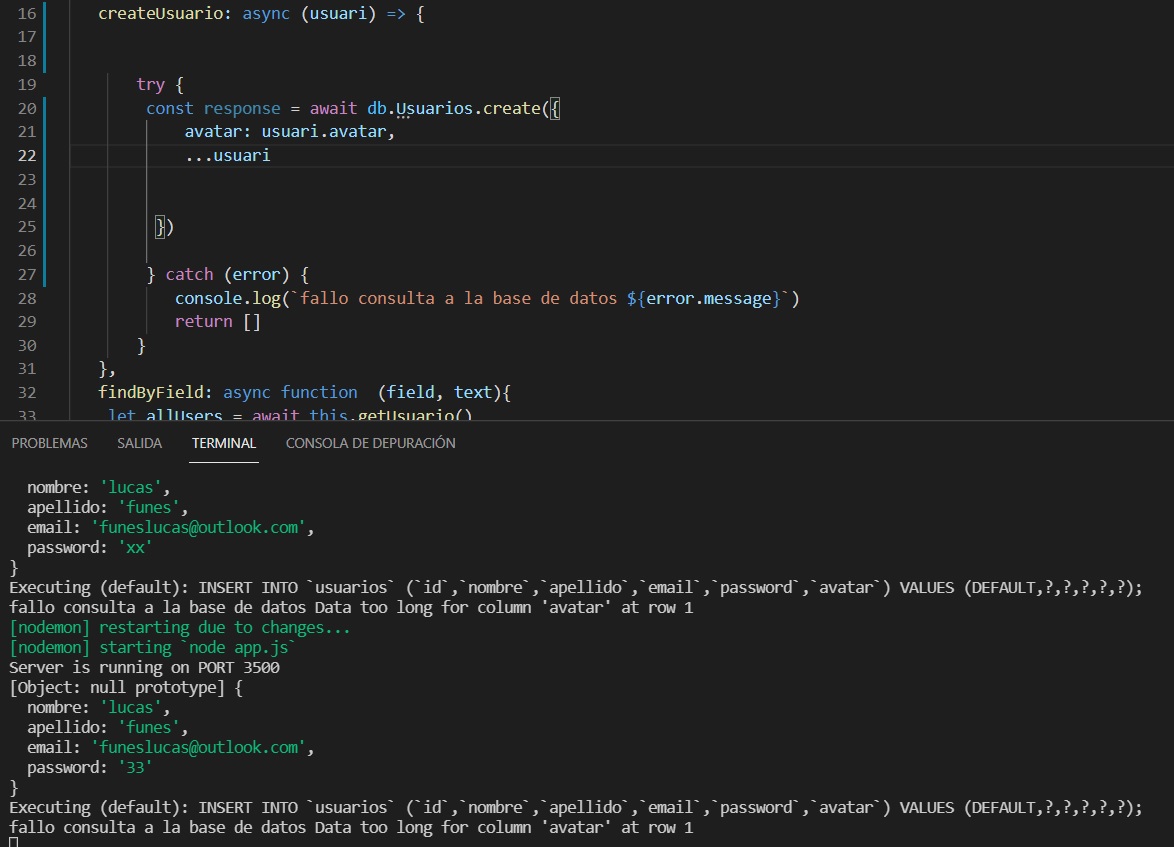 16 createUsuario: async (usuari) => {
17
18
19 try {
20 const response = await db.Usuarios.create({
21 avatar: usuari.avatar,
22 ...usuari
23
24
25 })
26
27 } catch (error) {
28 console.log(`fallo consulta a la base de datos ${error.message}`)
29 return []
30 }
31 },
32 findByField: async function (field, text){
33 let allUsers = await this.getUsuario()
PROBLEMAS SALIDA TERMINAL CONSOLA DE DEPURACIÓN
nombre: 'lucas',
apellido: 'funes',
email: 'funeslucas@outlook.com',
password: 'xx'
}
Executing (default): INSERT INTO `usuarios` (`id`,`nombre`,`apellido`,`email`,`password`,`avatar`) VALUES (DEFAULT,?,?,?,?,?);
fallo consulta a la base de datos Data too long for column 'avatar' at row 1
[nodemon] restarting due to changes...
[nodemon] starting `node app.js`
Server is running on PORT 3500
[Object: null prototype] {
nombre: 'lucas',
apellido: 'funes',
email: 'funeslucas@outlook.com',
password: '33'
}
Executing (default): INSERT INTO `usuarios` (`id`,`nombre`,`apellido`,`email`,`password`,`avatar`) VALUES (DEFAULT,?,?,?,?,?);
fallo consulta a la base de datos Data too long for column 'avatar' at row 1